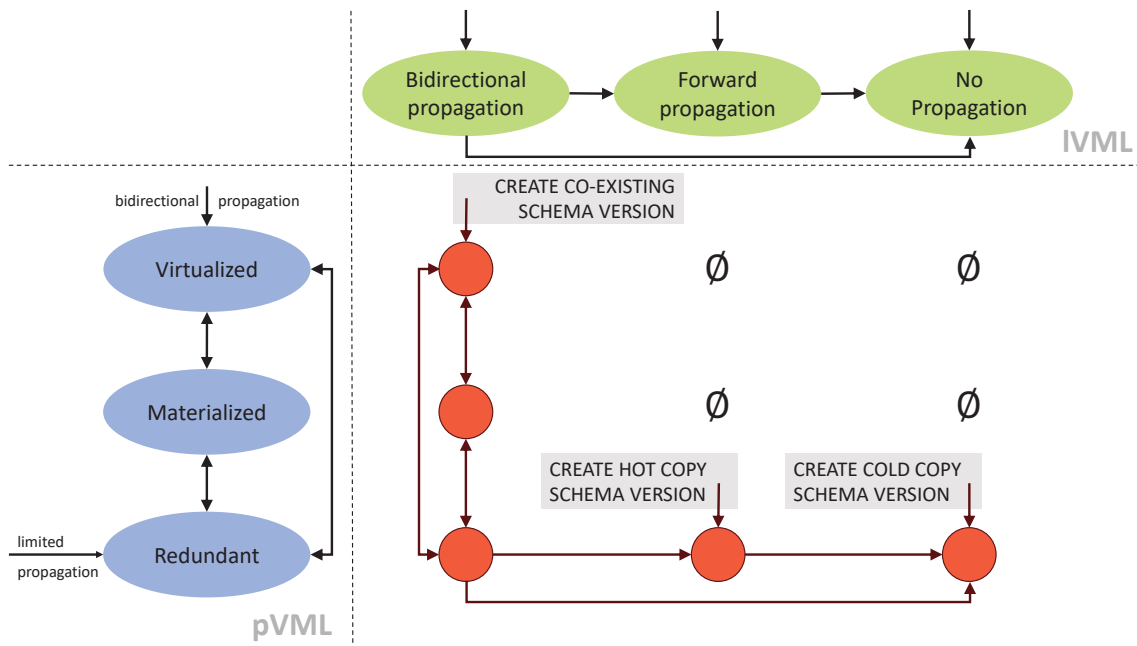 Bidirectional
propagation
Forward
propagation
No
Propagation
lVML
bidirectional propagation
Virtualized
Materialized
limited
propagation
Redundant
pVML
CREATE CO-EXISTING
SCHEMA VERSION
Ø Ø
Ø Ø
CREATE HOT COPY
SCHEMA VERSION
CREATE COLD COPY
SCHEMA VERSION